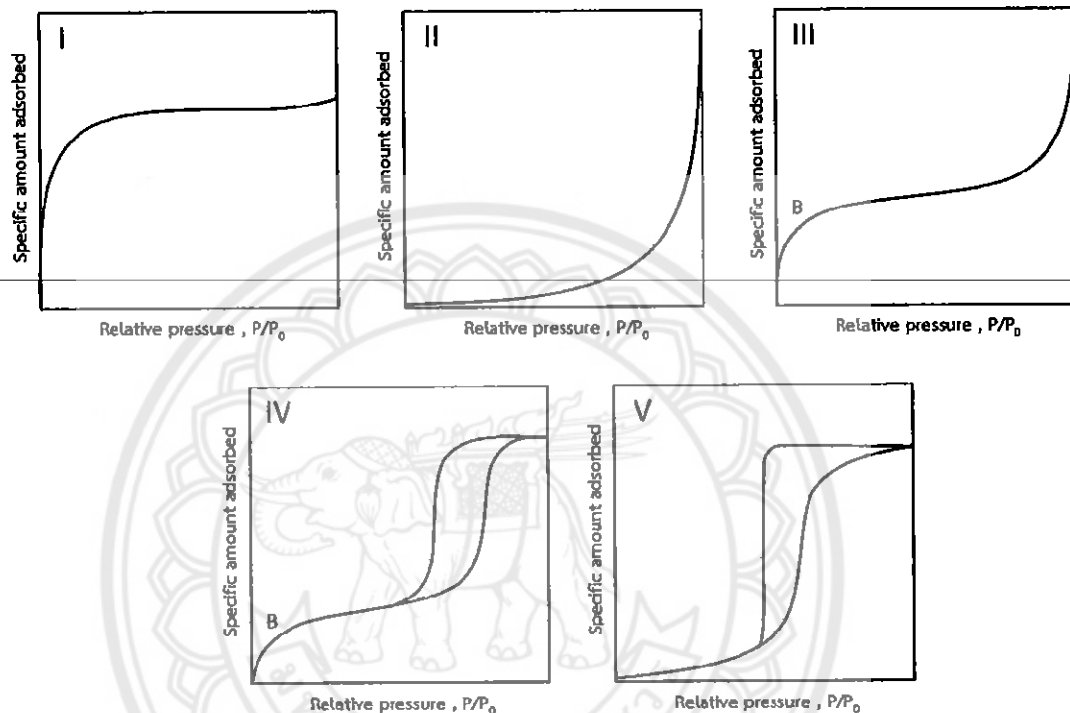 I
Specific amount adsorbed
Relative pressure , P/P₀
II
Specific amount adsorbed
Relative pressure , P/P₀
III
Specific amount adsorbed
B
Relative pressure , P/P₀
IV
Specific amount adsorbed
B
Relative pressure , P/P₀
V
Specific amount adsorbed
Relative pressure , P/P₀